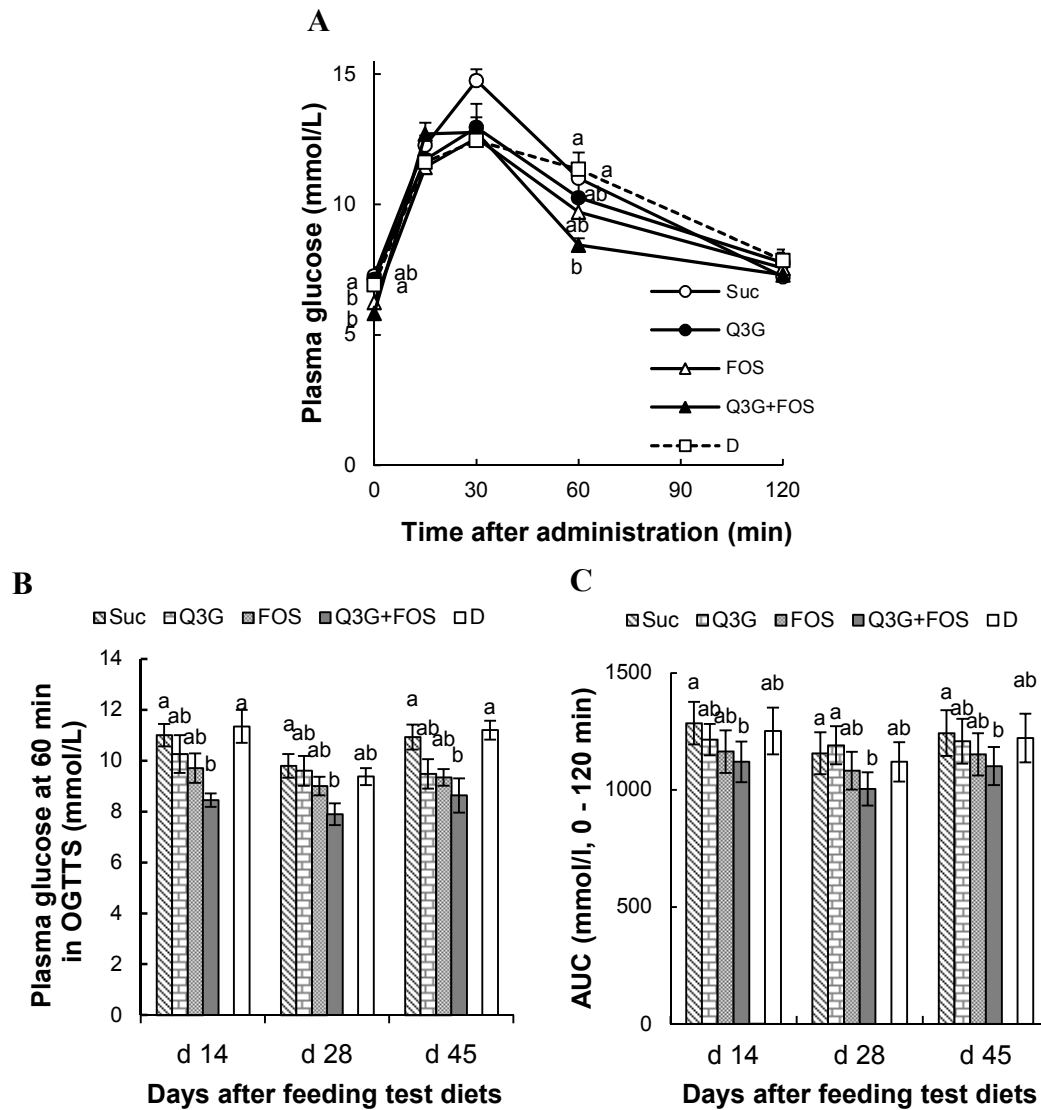 A
Plasma glucose (mmol/L)
15
10
5
0
a
a
ab
ab
b
a
b
b
ab
a
Suc
Q3G
FOS
Q3G+FOS
D
0 30 60 90 120
Time after administration (min)
B
Suc Q3G FOS Q3G+FOS D
Plasma glucose at 60 min
in OGTTS (mmol/L)
14
12
10
8
6
4
2
0
a ab ab b a
a ab ab b ab
a ab ab b a
d 14 d 28 d 45
Days after feeding test diets
C
Suc Q3G FOS Q3G+FOS D
AUC (mmol/l, 0 - 120 min)
1500
1000
500
0
a ab ab b ab
a a ab b ab
a ab ab b ab
d 14 d 28 d 45
Days after feeding test diets